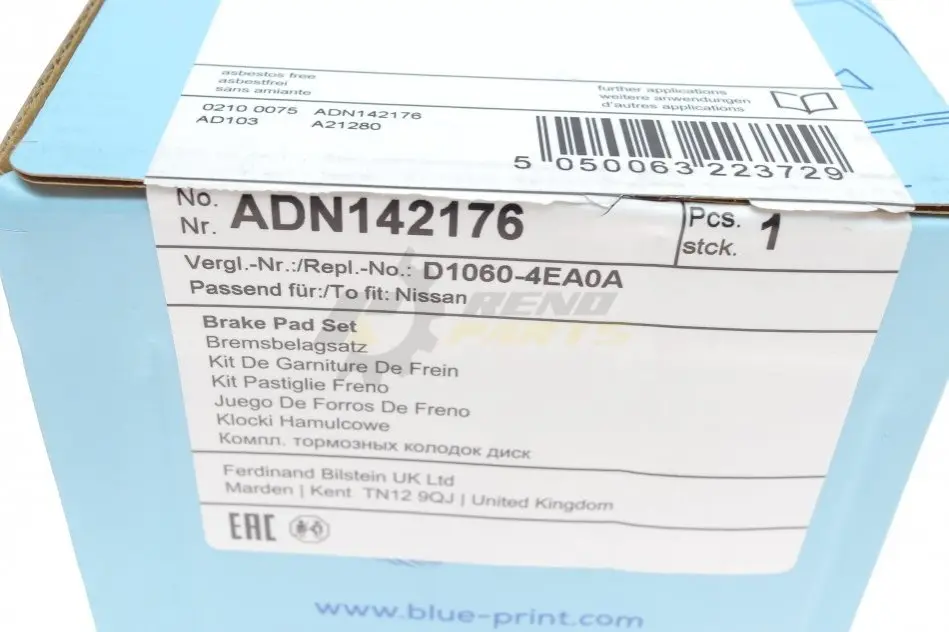 asbestos free
asbestfrei
sans amiante
further applications
weitere anwendungen
d'autres applications
0210 0075 ADN142176
AD103 A21280
5 050063 223729
No.
Nr. ADN142176
Pcs.
stck. 1
Vergl.-Nr.:/Repl.-No.: D1060-4EA0A
Passend für:/To fit: Nissan
RENO
PARTS
Brake Pad Set
Bremsbelagsatz
Kit De Garniture De Frein
Kit Pastiglie Freno
Juego De Forros De Freno
Klocki Hamulcowe
Компл. тормозных колодок диск
Ferdinand Bilstein UK Ltd
Marden | Kent TN12 9QJ | United Kingdom
EAC
www.blue-print.com